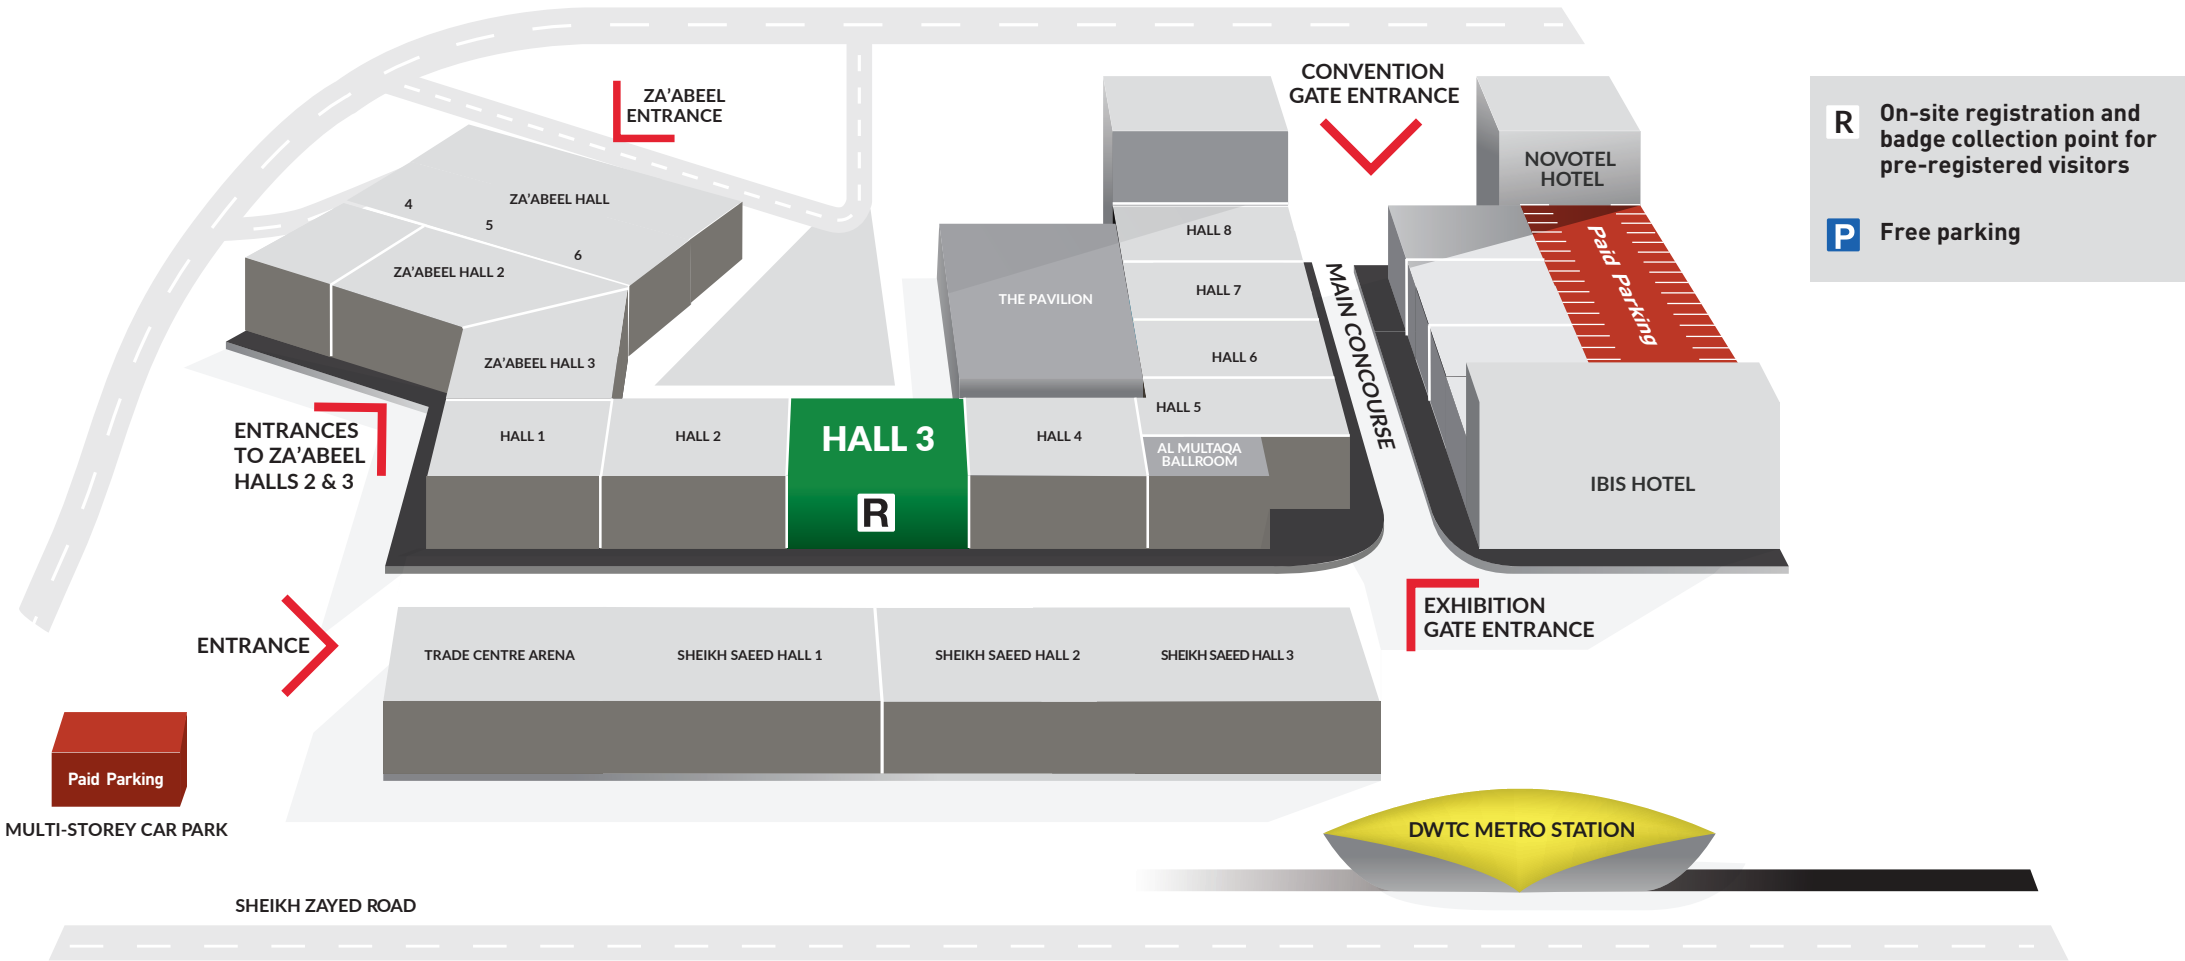 ZA'ABEEL
ENTRANCE
CONVENTION
GATE ENTRANCE
NOVOTEL
HOTEL
R
On-site registration and
badge collection point for
pre-registered visitors
P
Free parking
4
ZA'ABEEL HALL
5
6
ZA'ABEEL HALL 2
ZA'ABEEL HALL 3
THE PAVILION
HALL 8
HALL 7
HALL 6
HALL 5
AL MULTAQA
BALLROOM
MAIN CONCOURSE
Paid Parking
ENTRANCES
TO ZA'ABEEL
HALLS 2 & 3
HALL 1
HALL 2
HALL 3
R
HALL 4
IBIS HOTEL
EXHIBITION
GATE ENTRANCE
ENTRANCE
TRADE CENTRE ARENA
SHEIKH SAEED HALL 1
SHEIKH SAEED HALL 2
SHEIKH SAEED HALL 3
Paid Parking
MULTI-STOREY CAR PARK
DWTC METRO STATION
SHEIKH ZAYED ROAD